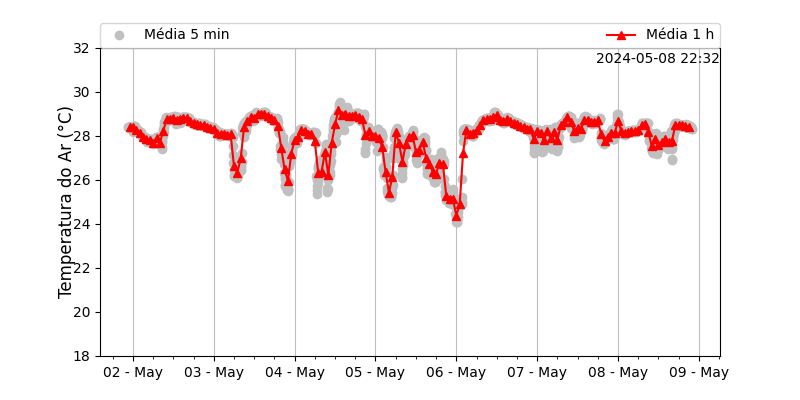 Média 5 min
Média 1 h
2024-05-08 22:32
Temperatura do Ar (°C)
32
30
28
26
24
22
20
18
02 - May
03 - May
04 - May
05 - May
06 - May
07 - May
08 - May
09 - May